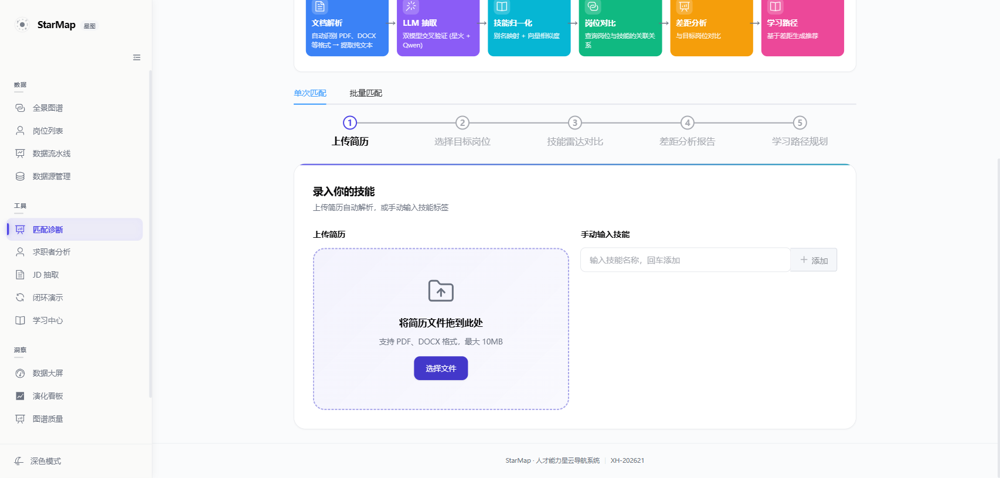 StarMap 星图
数据
全景图谱
岗位列表
数据流水线
数据源管理
工具
匹配诊断
求职者分析
JD 抽取
闭环演示
学习中心
洞察
数据大屏
演化看板
图谱质量
深色模式
文档解析
自动识别 PDF、DOCX
等格式 → 提取纯文本
LLM 抽取
双模型交叉验证 (星火 +
Qwen)
技能归一化
别名映射 + 向量相似度
岗位对比
查询岗位与技能的关联关
系
差距分析
与目标岗位对比
学习路径
基于差距生成推荐
单次匹配 批量匹配
1 2 3 4 5
上传简历 选择目标岗位 技能雷达对比 差距分析报告 学习路径规划
录入你的技能
上传简历自动解析，或手动输入技能标签
上传简历
将简历文件拖到此处
支持 PDF、DOCX 格式，最大 10MB
选择文件
手动输入技能
输入技能名称，回车添加
添加
StarMap · 人才能力星云导航系统 | XH-202621